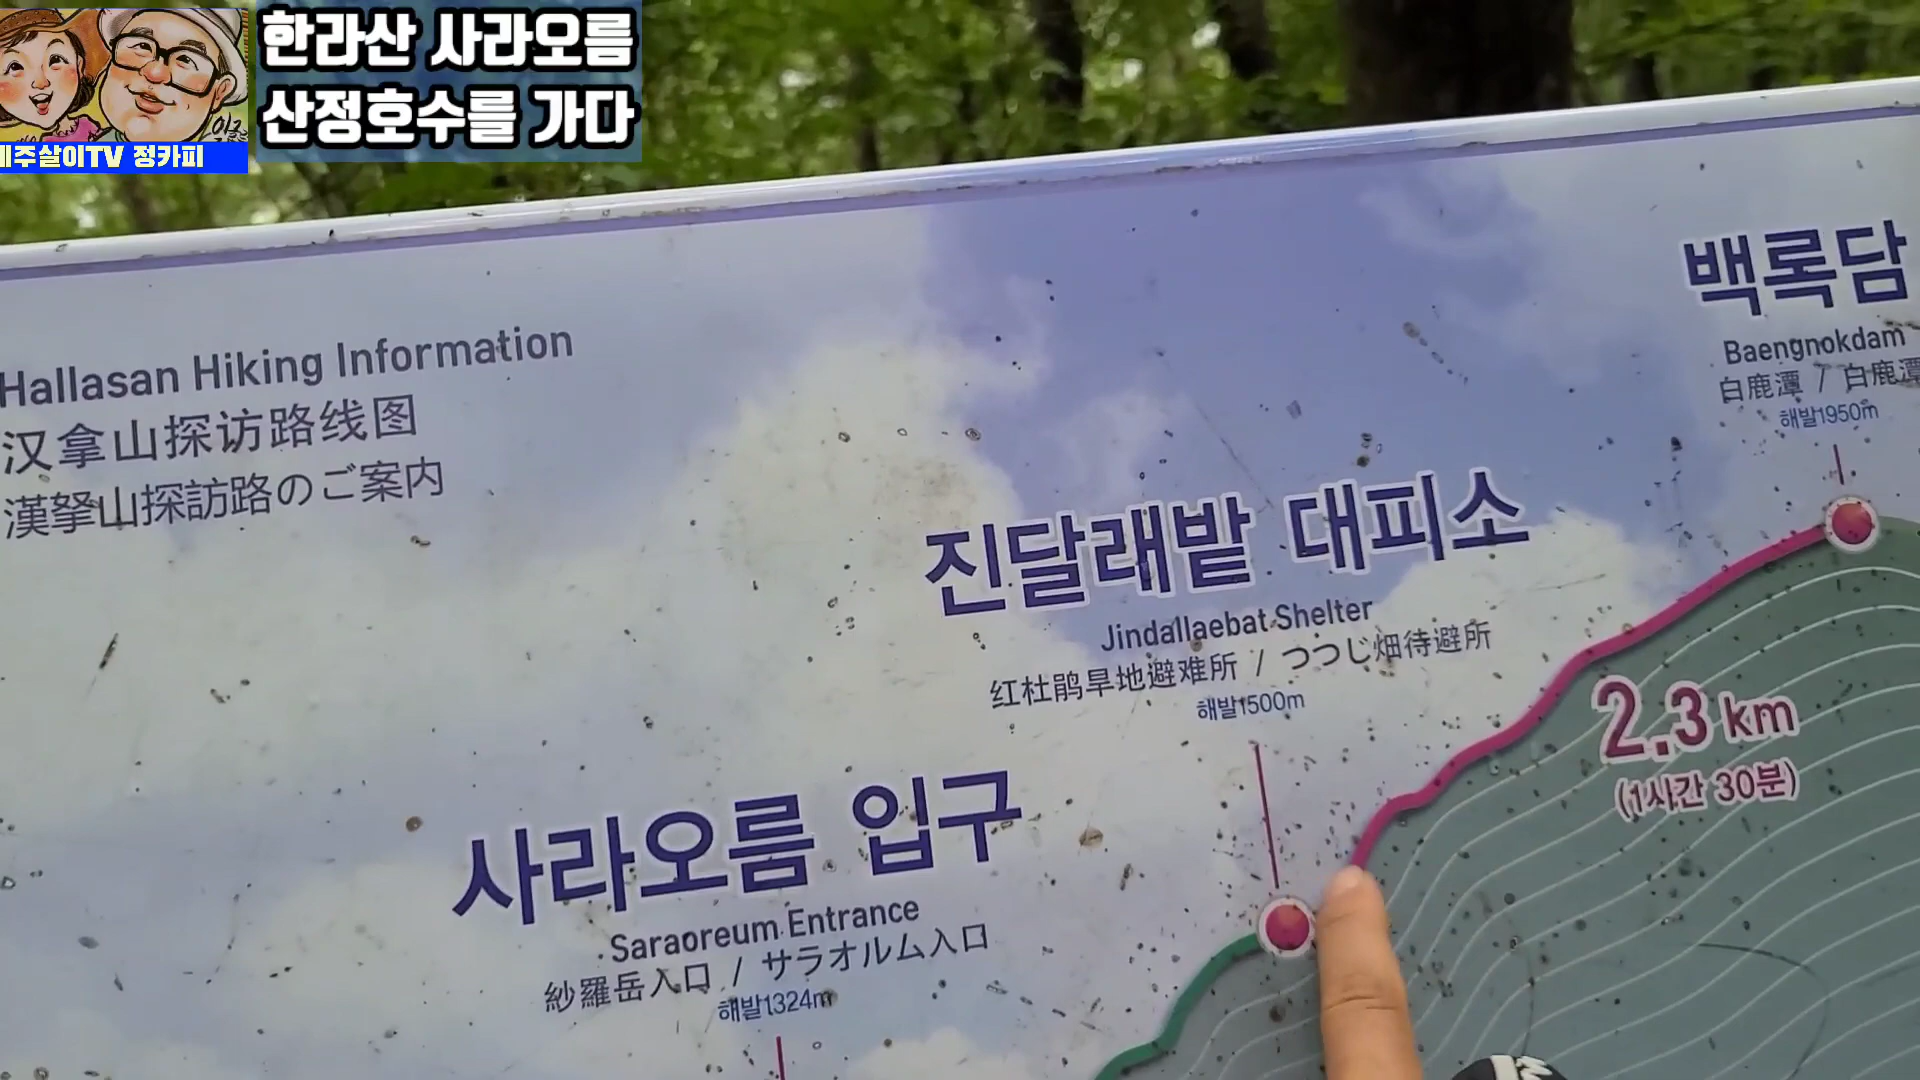 한라산 사라오름
산정호수를 가다
제주살이TV 정카피
백록담
Baengnokdam
白鹿潭 / 白鹿潭
해발1950m
Hallasan Hiking Information
汉拿山探访路线图
漢拏山探訪路のご案内
진달래밭 대피소
Jindallaebat Shelter
红杜鹃旱地避难所 / つつじ畑待避所
해발1500m
2.3 km
(1시간 30분)
사라오름 입구
Saraoreum Entrance
紗羅岳入口 / サラオルム入口
해발1324m